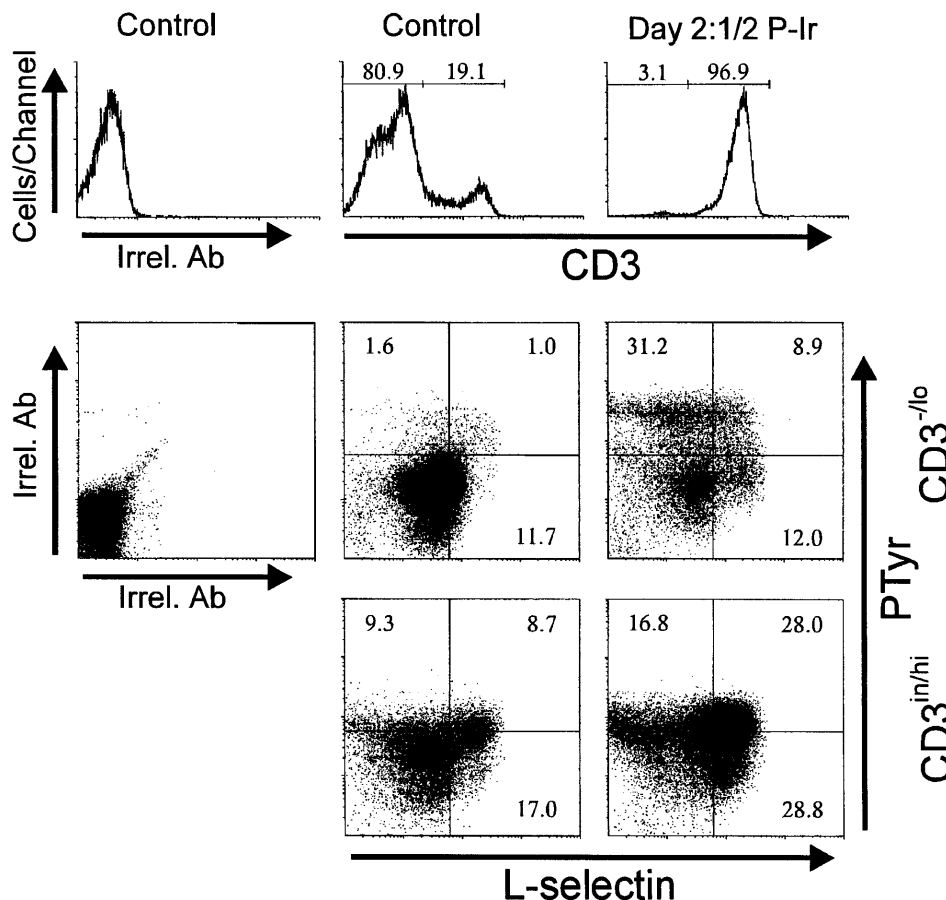 Control
Control
Day 2:1/2 P-Ir
80.9
19.1
3.1
96.9
Cells/Channel
Irrel. Ab
CD3
Irrel. Ab
Irrel. Ab
1.6
1.0
11.7
31.2
8.9
12.0
9.3
8.7
17.0
16.8
28.0
28.8
PTyr
CD3-/lo
CD3in/hi
L-selectin